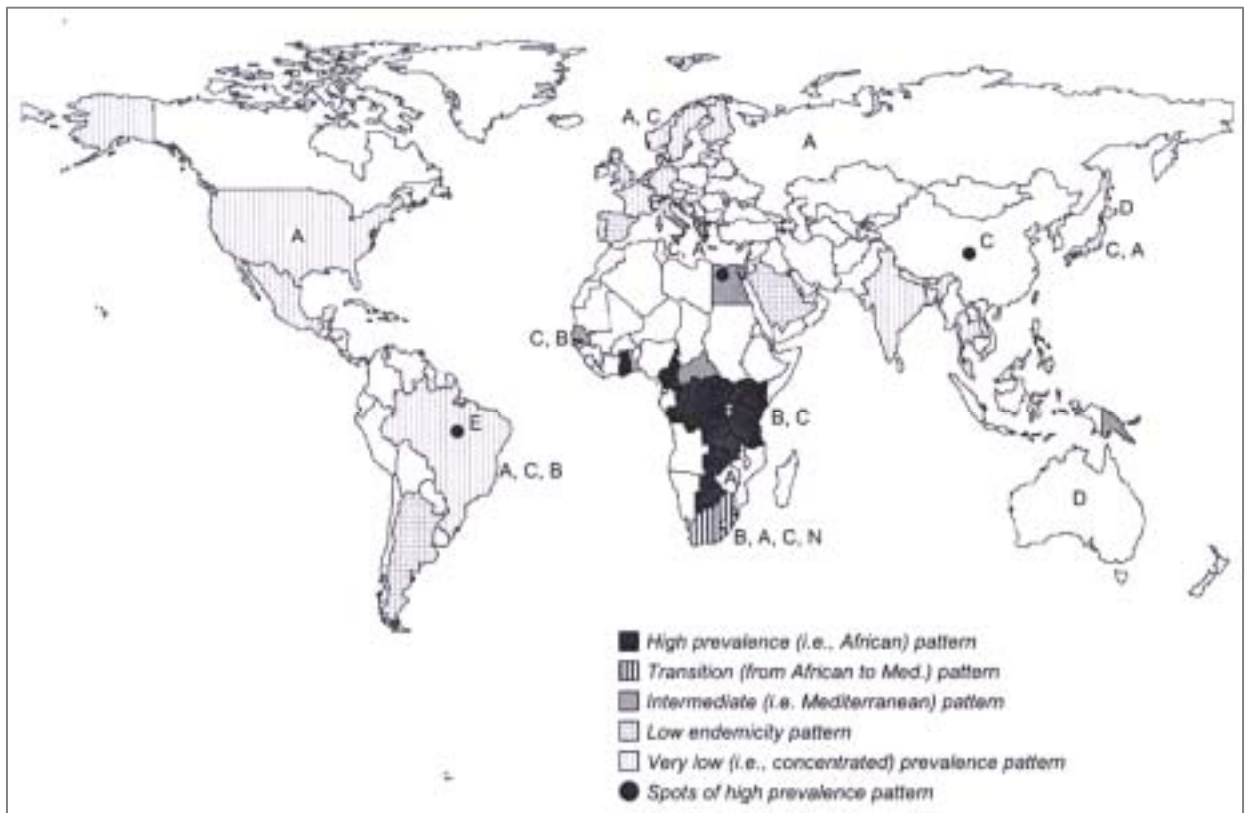 A, C
A
D
A
C
C, A
C, A
C, B
E
B, C
A, C, B
A
D
B, A, C, N
High prevalence (i.e., African) pattern
Transition (from African to Med.) pattern
Intermediate (i.e. Mediterranean) pattern
Low endemicity pattern
Very low (i.e., concentrated) prevalence pattern
Spots of high prevalence pattern